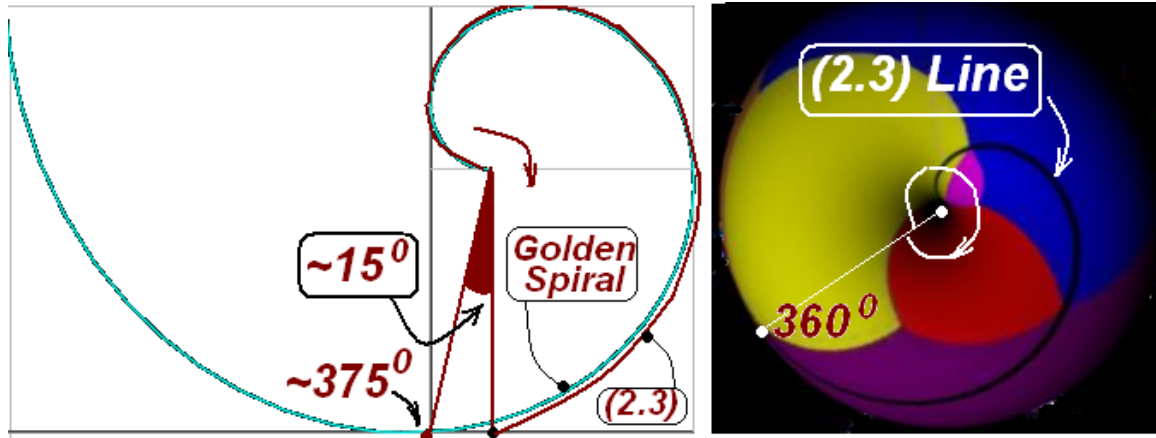 ~15⁰
Golden
Spiral
~375⁰
(2.3)
(2.3) Line
360⁰